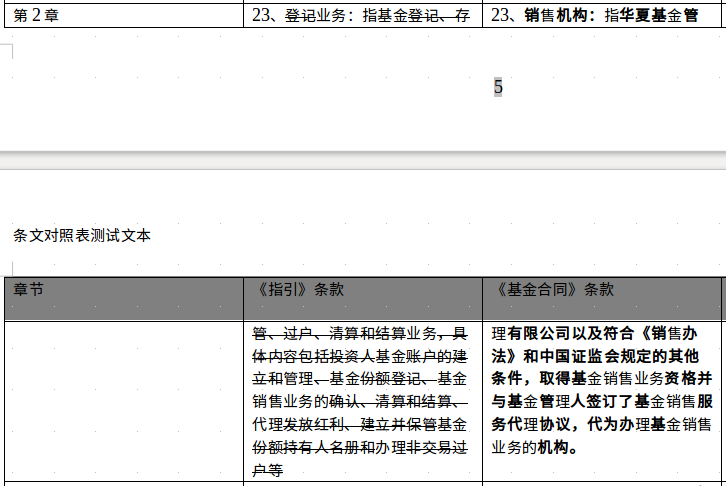 第 2 章
23、登记业务：指基金登记、存
23、销售机构：指华夏基金管
5
条文对照表测试文本
章节
《指引》条款
《基金合同》条款
管、过户、清算和结算业务，具
体内容包括投资人基金账户的建
立和管理、基金份额登记、基金
销售业务的确认、清算和结算、
代理发放红利、建立并保管基金
份额持有人名册和办理非交易过
户等
理有限公司以及符合《销售办
法》和中国证监会规定的其他
条件，取得基金销售业务资格并
与基金管理人签订了基金销售服
务代理协议，代为办理基金销售
业务的机构。